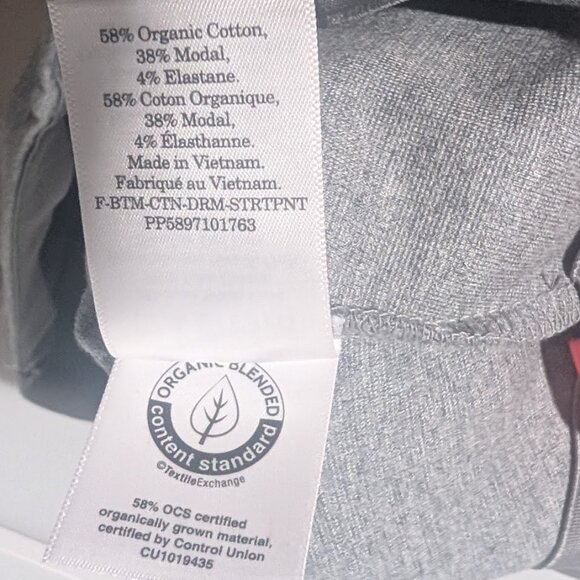 58% Organic Cotton,
38% Modal,
4% Elastane.
58% Coton Organique,
38% Modal,
4% Élasthanne.
Made in Vietnam.
Fabriqué au Vietnam.
F-BTM-CTN-DRM-STRTPNT
PP5897101763
ORGANIC BLENDED
content standard
©TextileExchange
58% OCS certified
organically grown material,
certified by Control Union
CU1019435